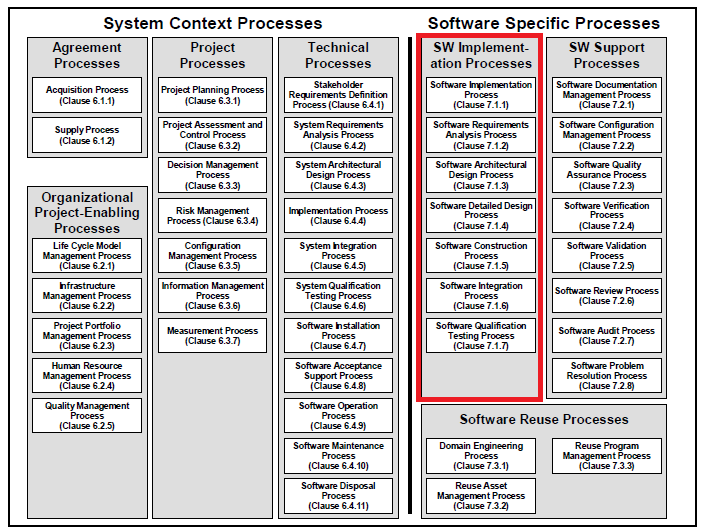 System Context Processes
Software Specific Processes
Agreement
Processes
Acquisition Process
(Clause 6.1.1)
Supply Process
(Clause 6.1.2)
Organizational
Project-Enabling
Processes
Life Cycle Model
Management Process
(Clause 6.2.1)
Infrastructure
Management Process
(Clause 6.2.2)
Project Portfolio
Management Process
(Clause 6.2.3)
Human Resource
Management Process
(Clause 6.2.4)
Quality Management
Process
(Clause 6.2.5)
Project
Processes
Project Planning Process
(Clause 6.3.1)
Project Assessment and
Control Process
(Clause 6.3.2)
Decision Management
Process
(Clause 6.3.3)
Risk Management
Process (Clause 6.3.4)
Configuration
Management Process
(Clause 6.3.5)
Information Management
Process
(Clause 6.3.6)
Measurement Process
(Clause 6.3.7)
Technical
Processes
Stakeholder
Requirements Definition
Process (Clause 6.4.1)
System Requirements
Analysis Process
(Clause 6.4.2)
System Architectural
Design Process
(Clause 6.4.3)
Implementation Process
(Clause 6.4.4)
System Integration
Process
(Clause 6.4.5)
System Qualification
Testing Process
(Clause 6.4.6)
Software Installation
Process
(Clause 6.4.7)
Software Acceptance
Support Process
(Clause 6.4.8)
Software Operation
Process
(Clause 6.4.9)
Software Maintenance
Process
(Clause 6.4.10)
Software Disposal
Process
(Clause 6.4.11)
SW Implement-
ation Processes
Software Implementation
Process
(Clause 7.1.1)
Software Requirements
Analysis Process
(Clause 7.1.2)
Software Architectural
Design Process
(Clause 7.1.3)
Software Detailed Design
Process
(Clause 7.1.4)
Software Construction
Process
(Clause 7.1.5)
Software Integration
Process
(Clause 7.1.6)
Software Qualification
Testing Process
(Clause 7.1.7)
SW Support
Processes
Software Documentation
Management Process
(Clause 7.2.1)
Software Configuration
Management Process
(Clause 7.2.2)
Software Quality
Assurance Process
(Clause 7.2.3)
Software Verification
Process
(Clause 7.2.4)
Software Validation
Process
(Clause 7.2.5)
Software Review Process
(Clause 7.2.6)
Software Audit Process
(Clause 7.2.7)
Software Problem
Resolution Process
(Clause 7.2.8)
Software Reuse Processes
Domain Engineering
Process
(Clause 7.3.1)
Reuse Asset
Management Process
(Clause 7.3.2)
Reuse Program
Management Process
(Clause 7.3.3)